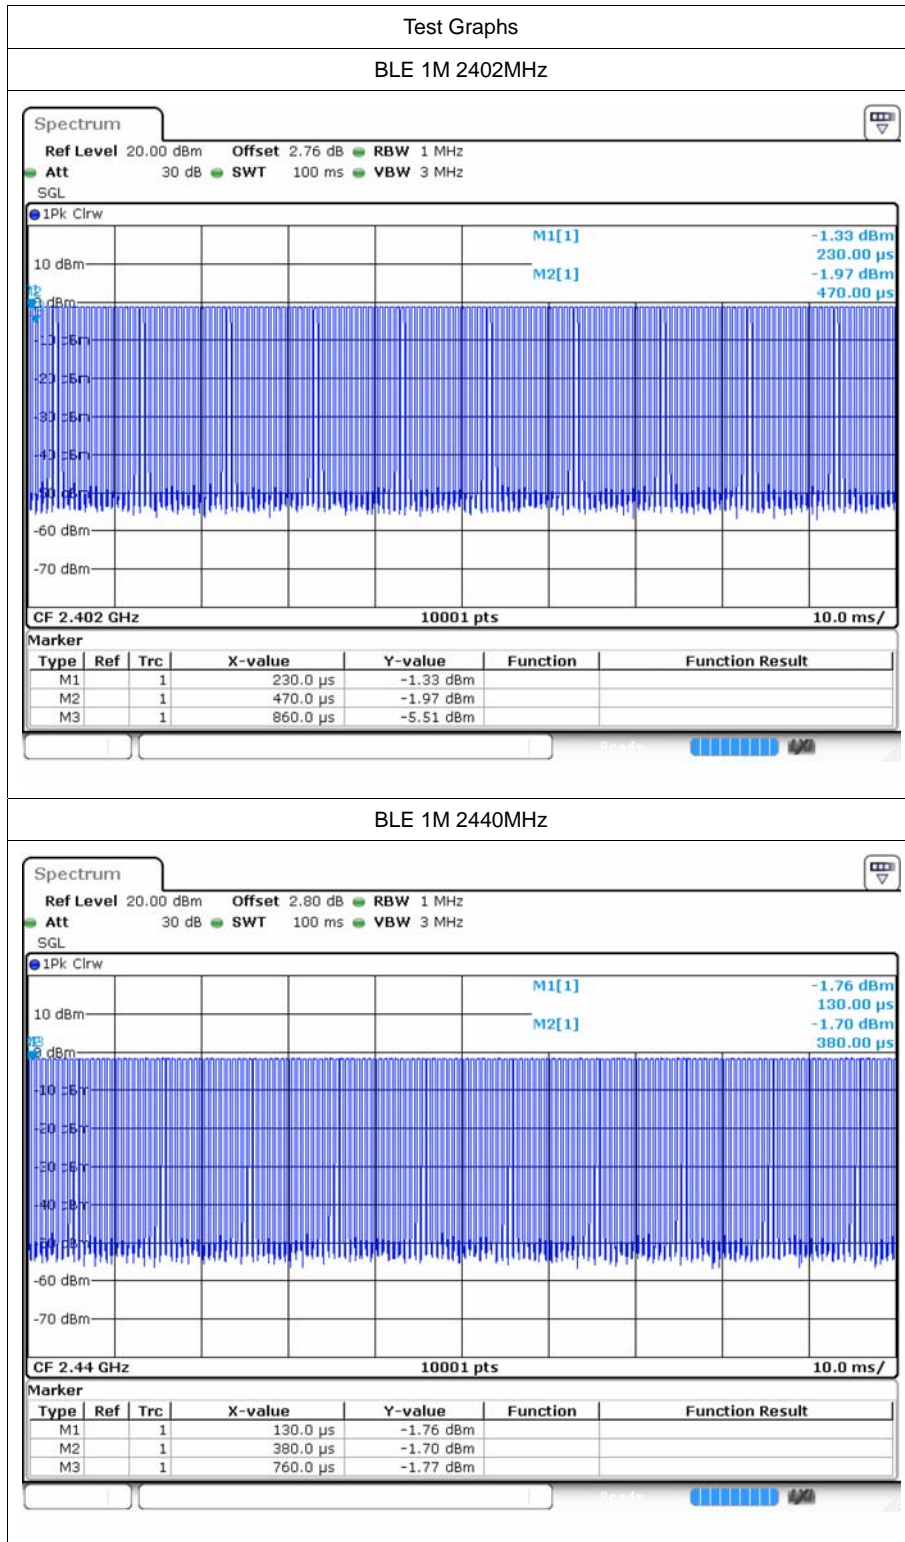 Test Graphs
BLE 1M 2402MHz
Spectrum
Ref Level 20.00 dBm Offset 2.76 dB RBW 1 MHz
Att 30 dB SWT 100 ms VBW 3 MHz
SGL
1Pk Clrw
M1[1] -1.33 dBm
230.00 µs
10 dBm
M2[1] -1.97 dBm
470.00 µs
-60 dBm
-70 dBm
CF 2.402 GHz 10001 pts 10.0 ms/
Marker
Type Ref Trc X-value Y-value Function Function Result
M1 1 230.0 µs -1.33 dBm
M2 1 470.0 µs -1.97 dBm
M3 1 860.0 µs -5.51 dBm
Ready
BLE 1M 2440MHz
Spectrum
Ref Level 20.00 dBm Offset 2.80 dB RBW 1 MHz
Att 30 dB SWT 100 ms VBW 3 MHz
SGL
1Pk Clrw
M1[1] -1.76 dBm
130.00 µs
10 dBm
M2[1] -1.70 dBm
380.00 µs
-60 dBm
-70 dBm
CF 2.44 GHz 10001 pts 10.0 ms/
Marker
Type Ref Trc X-value Y-value Function Function Result
M1 1 130.0 µs -1.76 dBm
M2 1 380.0 µs -1.70 dBm
M3 1 760.0 µs -1.77 dBm
Ready